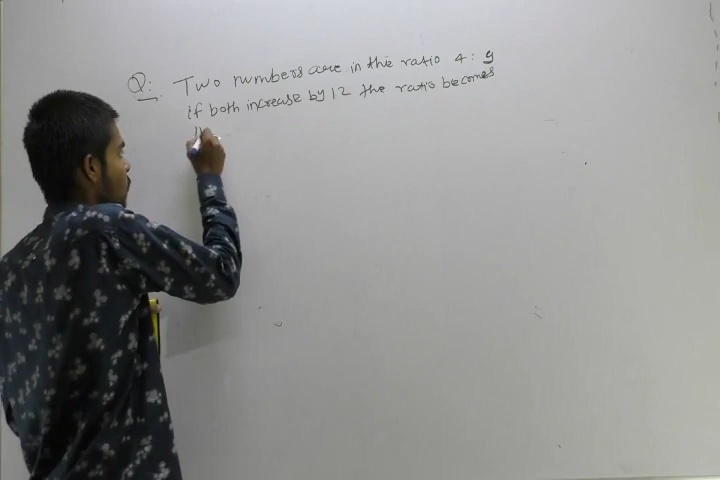 Q: Two numbers are in the ratio 4: 9
if both increase by 12 the ratio becomes